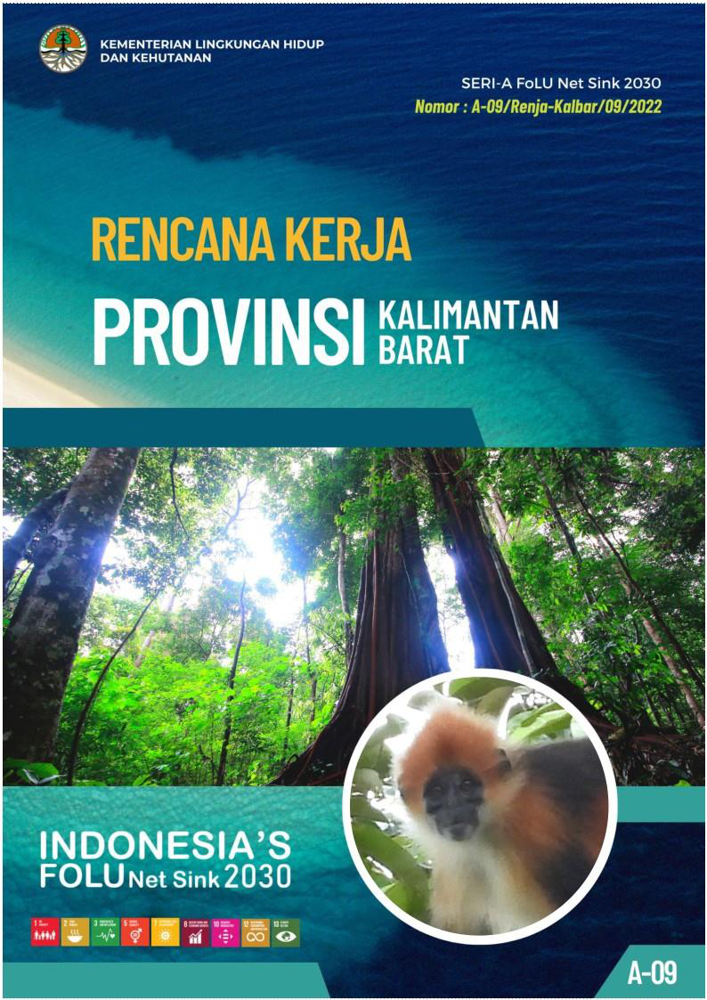 KEMENTERIAN LINGKUNGAN HIDUP
DAN KEHUTANAN
SERI-A FoLU Net Sink 2030
Nomor : A-09/Renja-Kalbar/09/2022
RENCANA KERJA
PROVINSI KALIMANTAN
BARAT
INDONESIA'S
FOLU Net Sink 2030
1 2 3 5 7 8 10 12 13
A-09